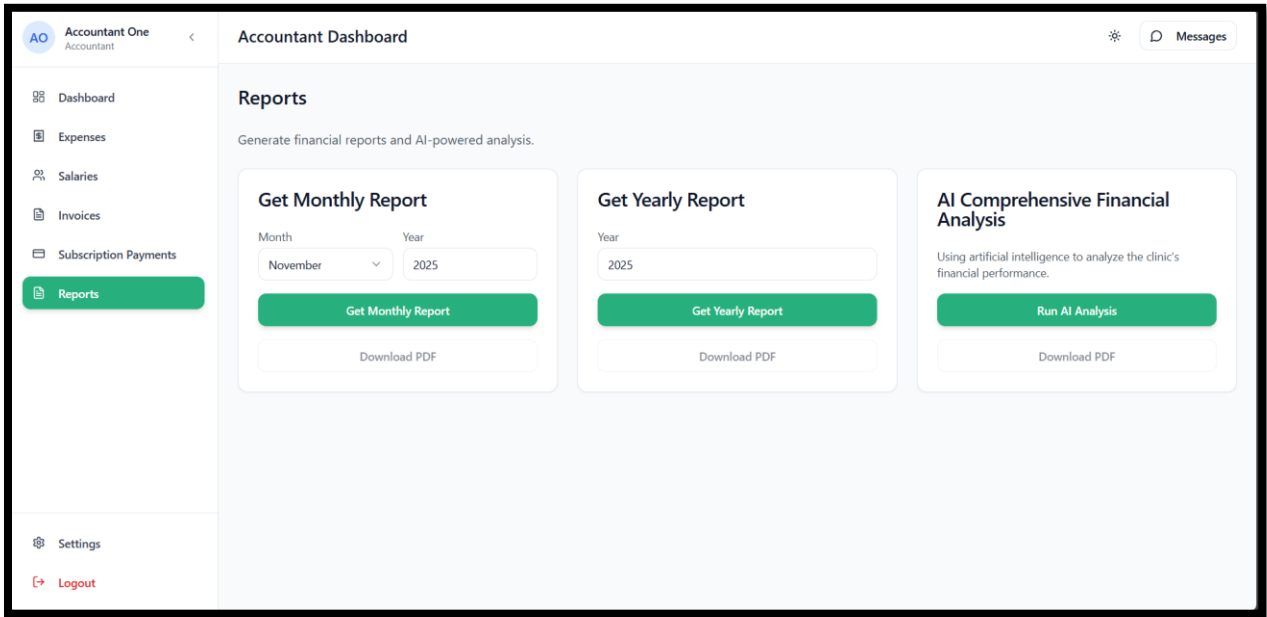 AO
Accountant One
Accountant
Dashboard
Expenses
Salaries
Invoices
Subscription Payments
Reports
Settings
Logout
Accountant Dashboard
Messages
Reports
Generate financial reports and AI-powered analysis.
Get Monthly Report
Month
Year
November
2025
Get Monthly Report
Download PDF
Get Yearly Report
Year
2025
Get Yearly Report
Download PDF
AI Comprehensive Financial
Analysis
Using artificial intelligence to analyze the clinic's
financial performance.
Run AI Analysis
Download PDF